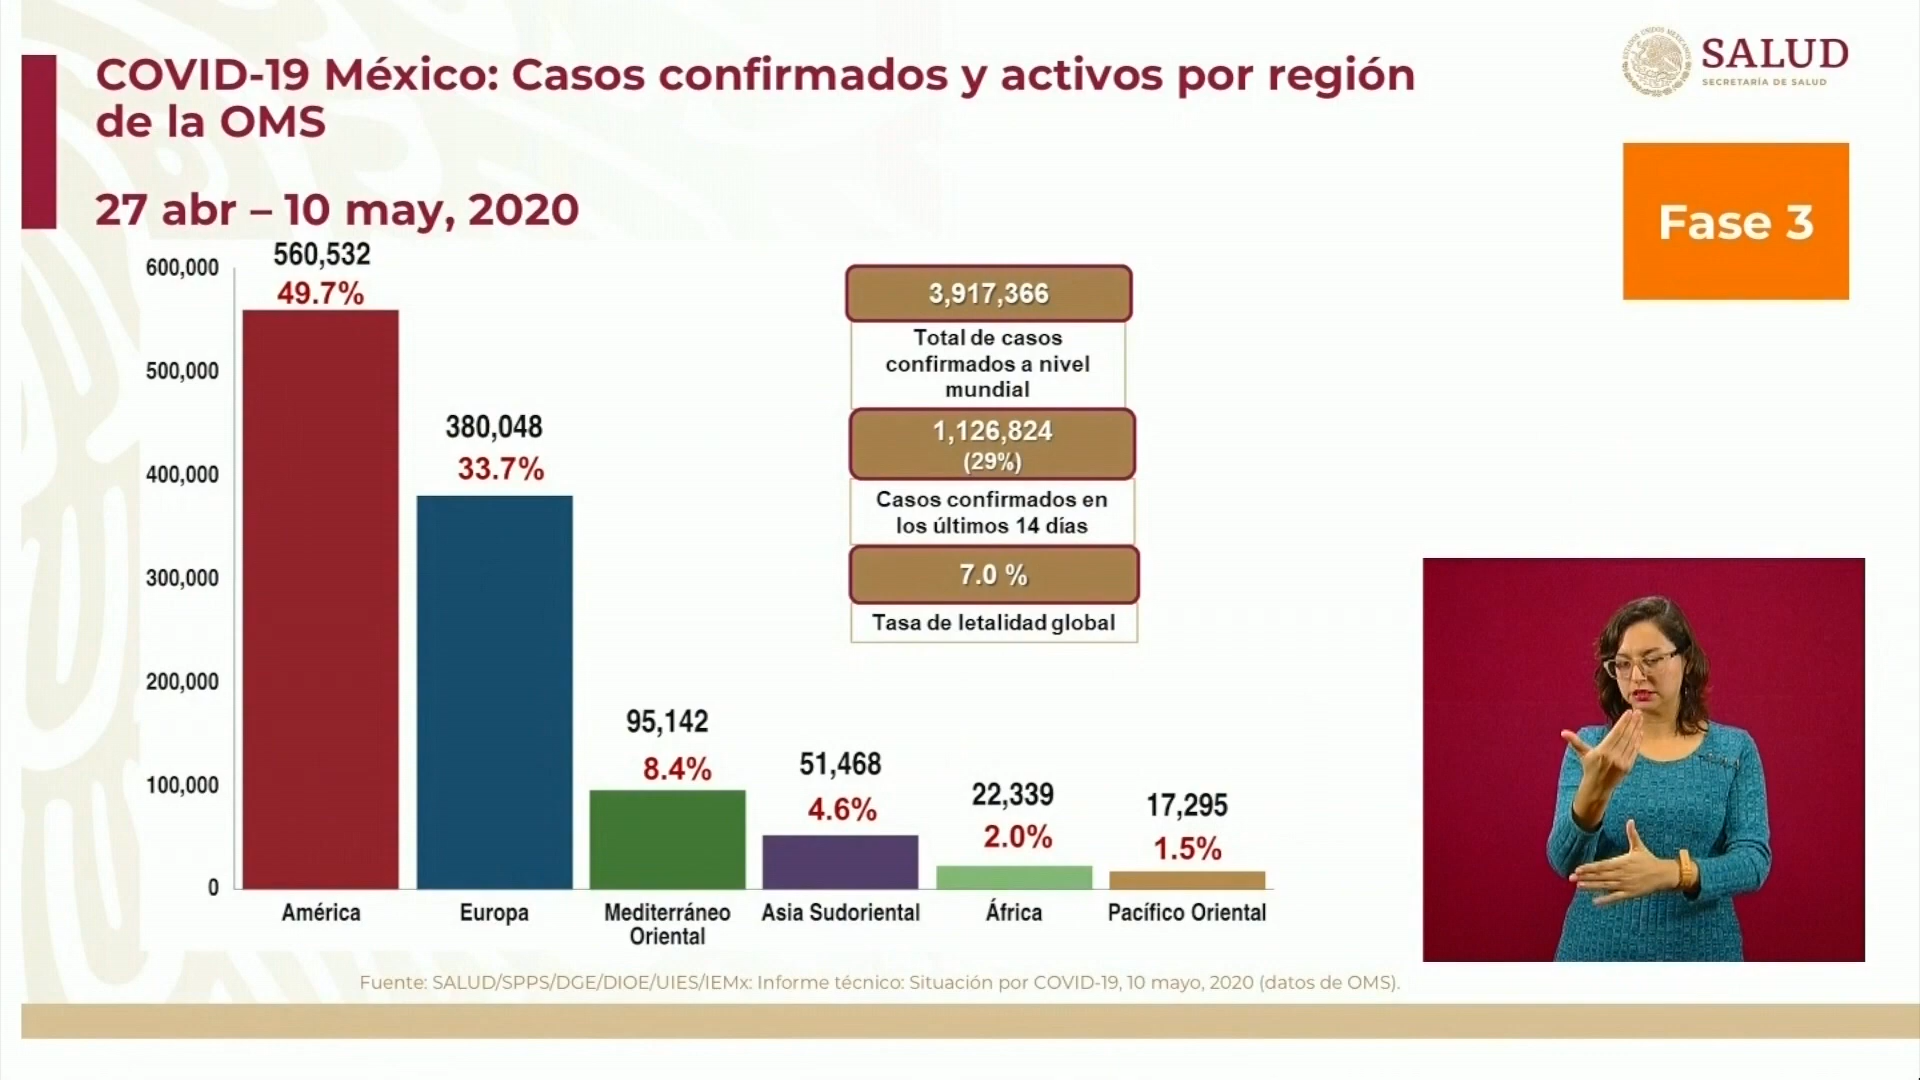 COVID-19 México: Casos confirmados y activos por región
de la OMS
27 abr – 10 may, 2020
SALUD
SECRETARÍA DE SALUD
Fase 3
600,000
500,000
400,000
300,000
200,000
100,000
0
560,532
49.7%
380,048
33.7%
95,142
8.4%
51,468
4.6%
22,339
2.0%
17,295
1.5%
América
Europa
Mediterráneo
Oriental
Asia Sudoriental
África
Pacífico Oriental
3,917,366
Total de casos
confirmados a nivel
mundial
1,126,824
(29%)
Casos confirmados en
los últimos 14 días
7.0 %
Tasa de letalidad global
Fuente: SALUD/SPPS/DGE/DIOE/UIES/IEMx: Informe técnico: Situación por COVID-19, 10 mayo, 2020 (datos de OMS).